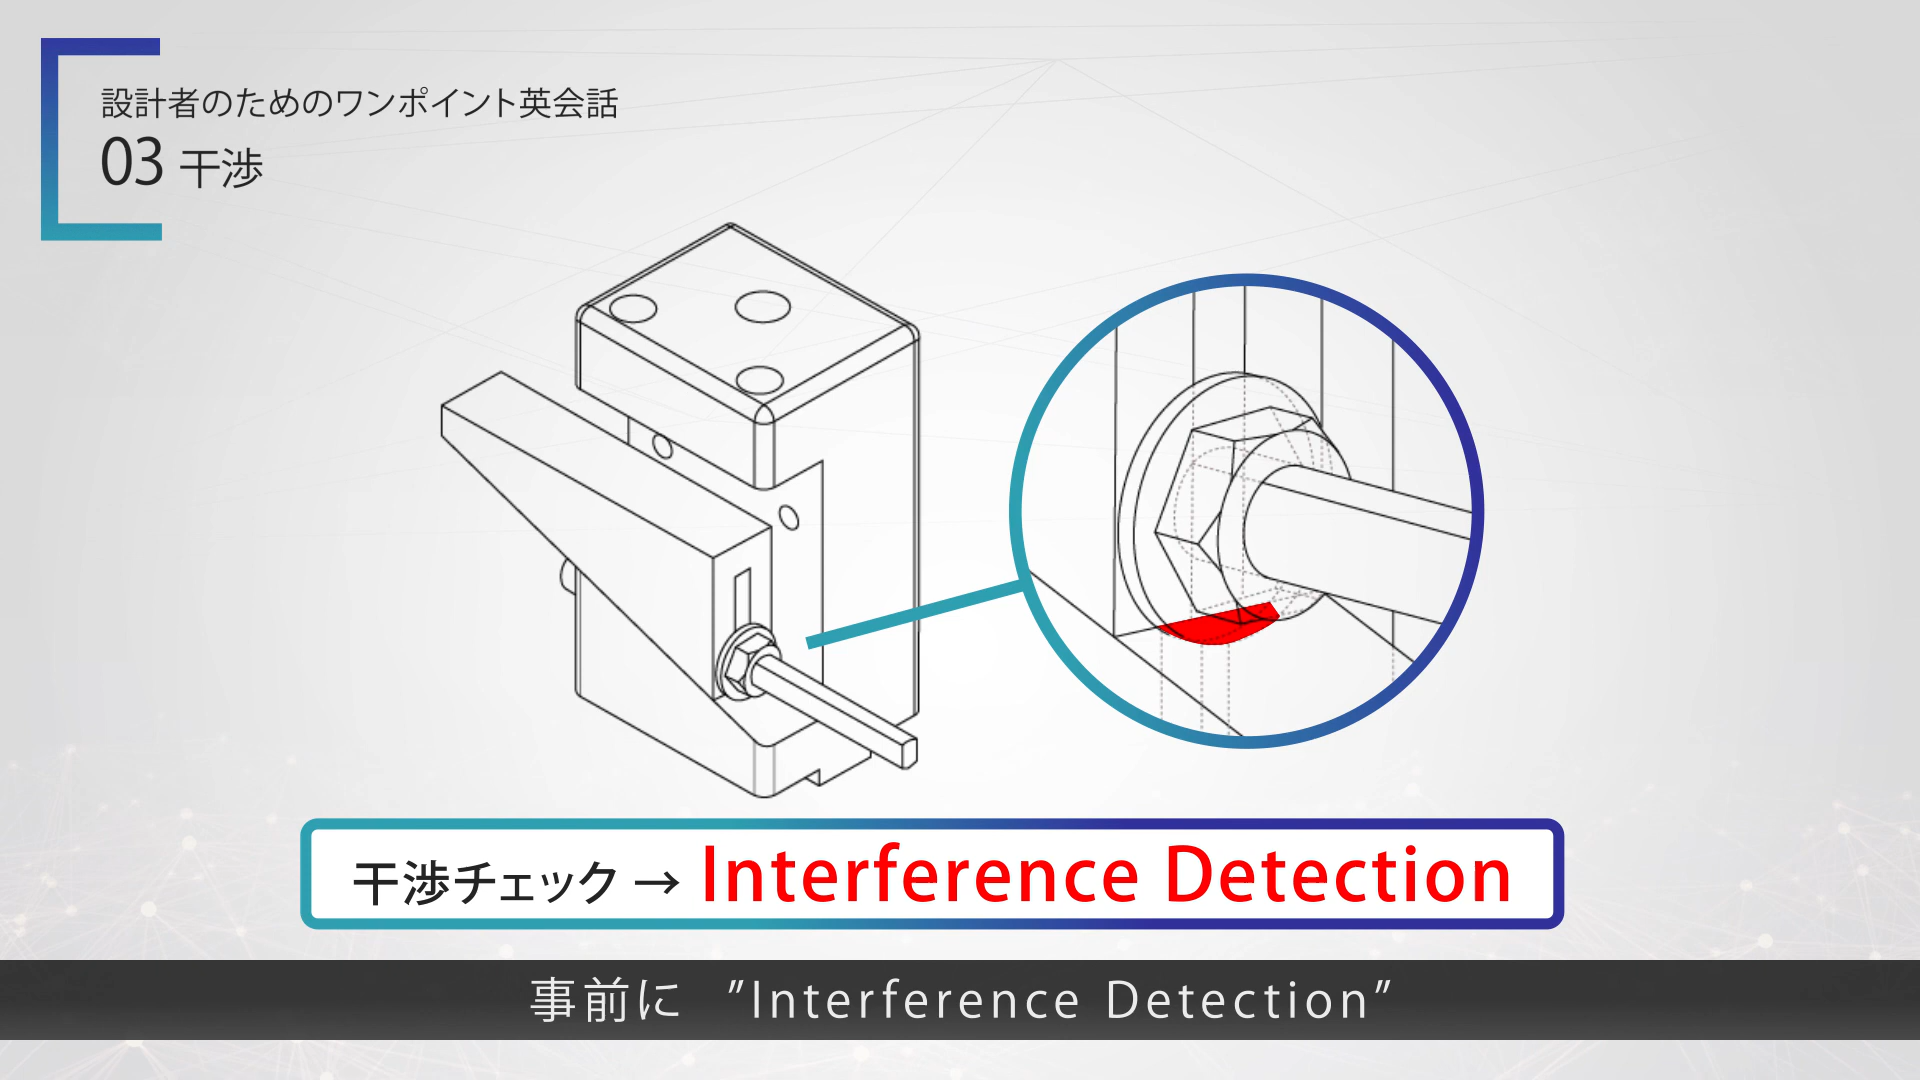 設計者のためのワンポイント英会話
03 干渉
干渉チェック → Interference Detection
事前に ”Interference Detection”